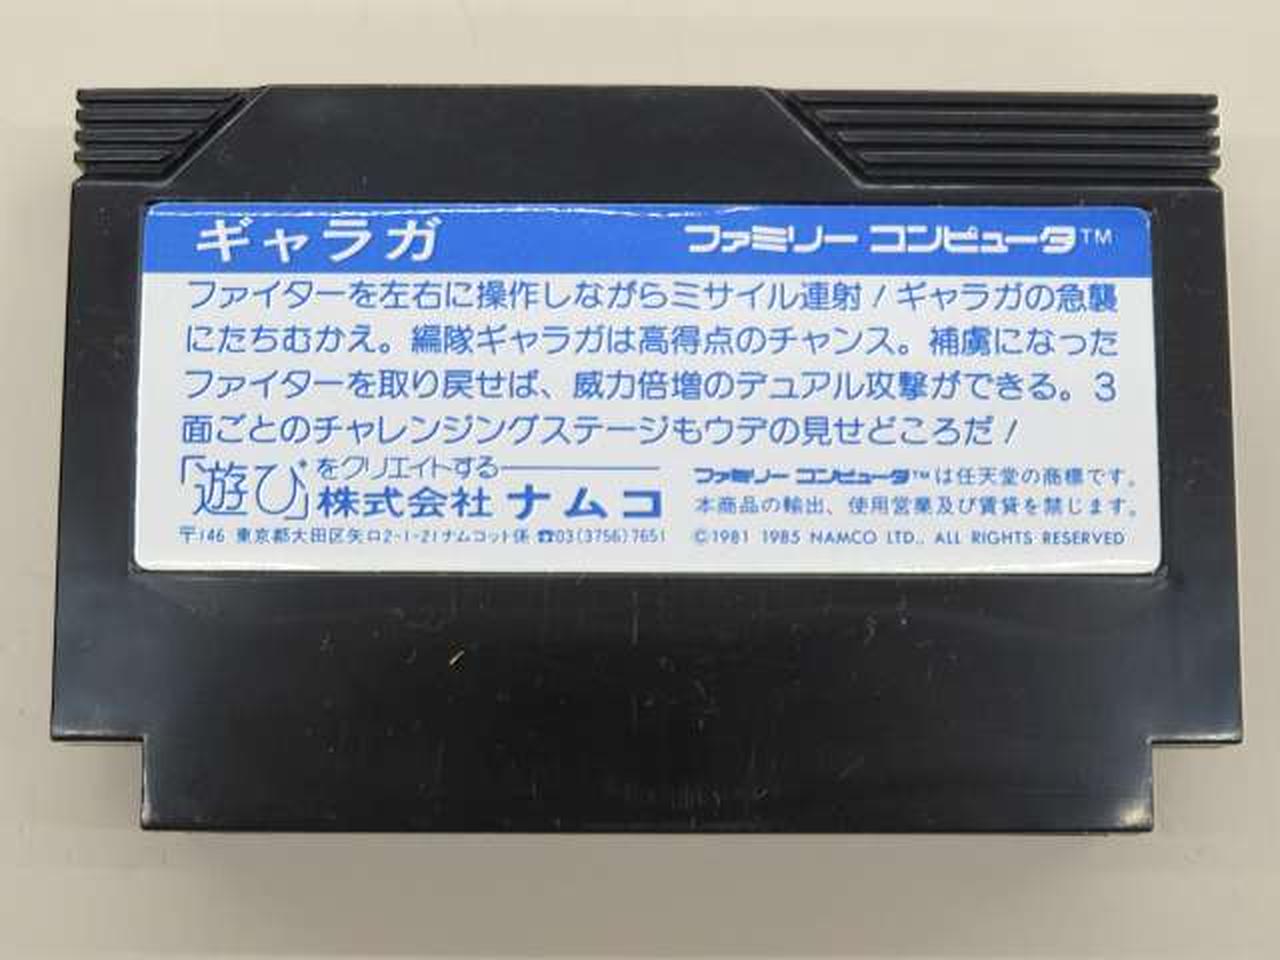 ギャラガ
ファミリー コンピュータ™
ファイターを左右に操作しながらミサイル連射!ギャラガの急襲
にたちむかえ。編隊ギャラガは高得点のチャンス。補虜になった
ファイターを取り戻せば、威力倍増のデュアル攻撃ができる。3
面ごとのチャレンジングステージもウデの見せどころだ!
「遊び」をクリエイトする
株式会社 ナムコ
〒146 東京都大田区矢口2-1-21ナムコット係 ☎03(3756)7651
ファミリー コンピュータ™は任天堂の商標です。
本商品の輸出、使用営業及び賃貸を禁じます。
©1981 1985 NAMCO LTD., ALL RIGHTS RESERVED